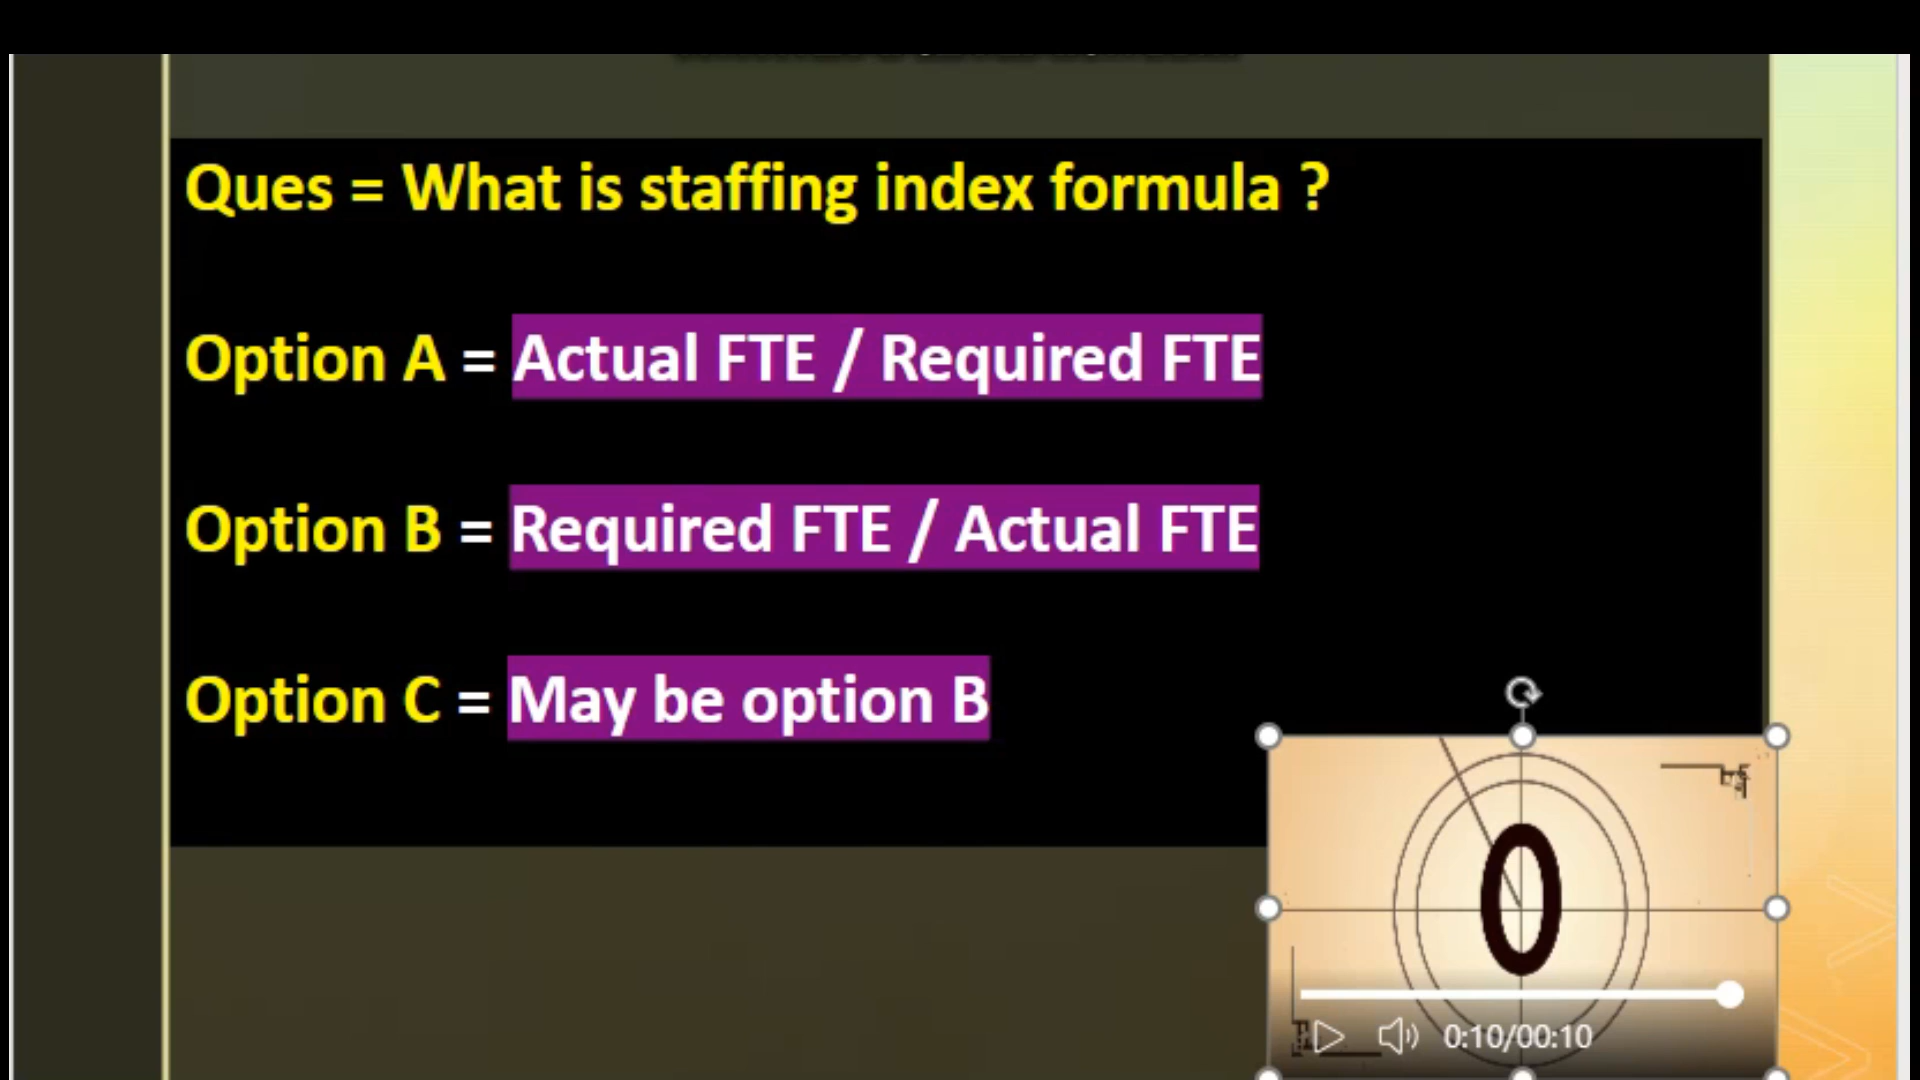 Ques = What is staffing index formula ?
Option A = Actual FTE / Required FTE
Option B = Required FTE / Actual FTE
Option C = May be option B
0
0:10/00:10